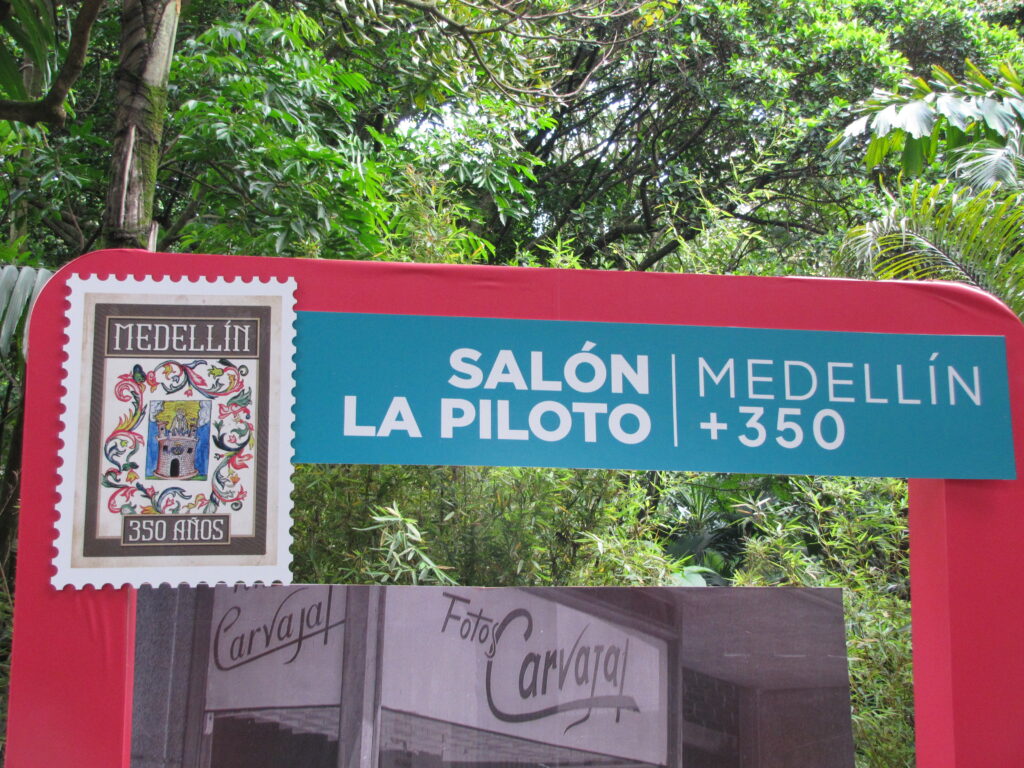 MEDELLÍN
350 AÑOS
SALÓN
LA PILOTO
MEDELLÍN
+350
Carvajal
Fotos
Carvajal